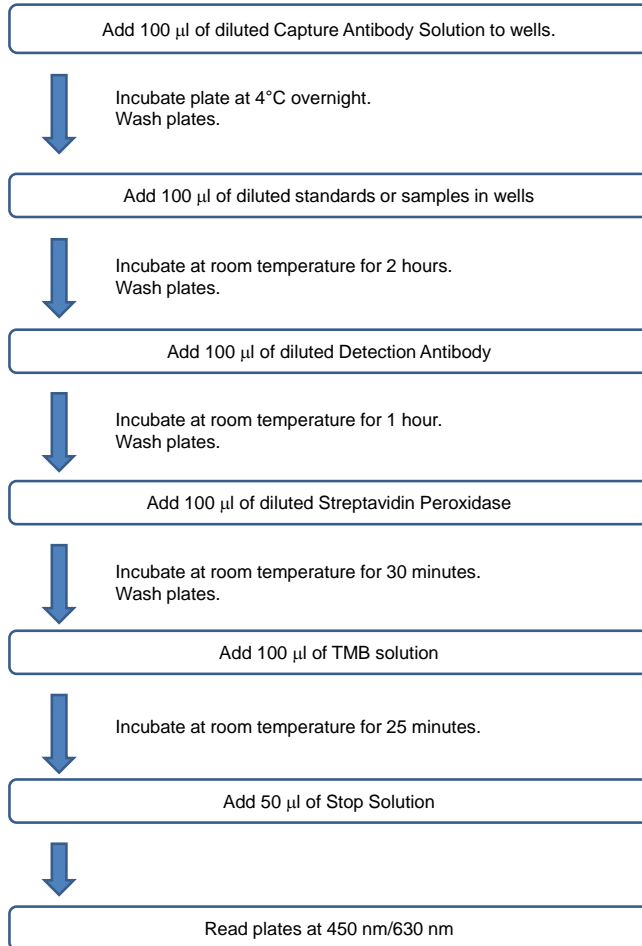 Add 100 μl of diluted Capture Antibody Solution to wells.
Incubate plate at 4°C overnight.
Wash plates.
Add 100 μl of diluted standards or samples in wells
Incubate at room temperature for 2 hours.
Wash plates.
Add 100 μl of diluted Detection Antibody
Incubate at room temperature for 1 hour.
Wash plates.
Add 100 μl of diluted Streptavidin Peroxidase
Incubate at room temperature for 30 minutes.
Wash plates.
Add 100 μl of TMB solution
Incubate at room temperature for 25 minutes.
Add 50 μl of Stop Solution
Read plates at 450 nm/630 nm